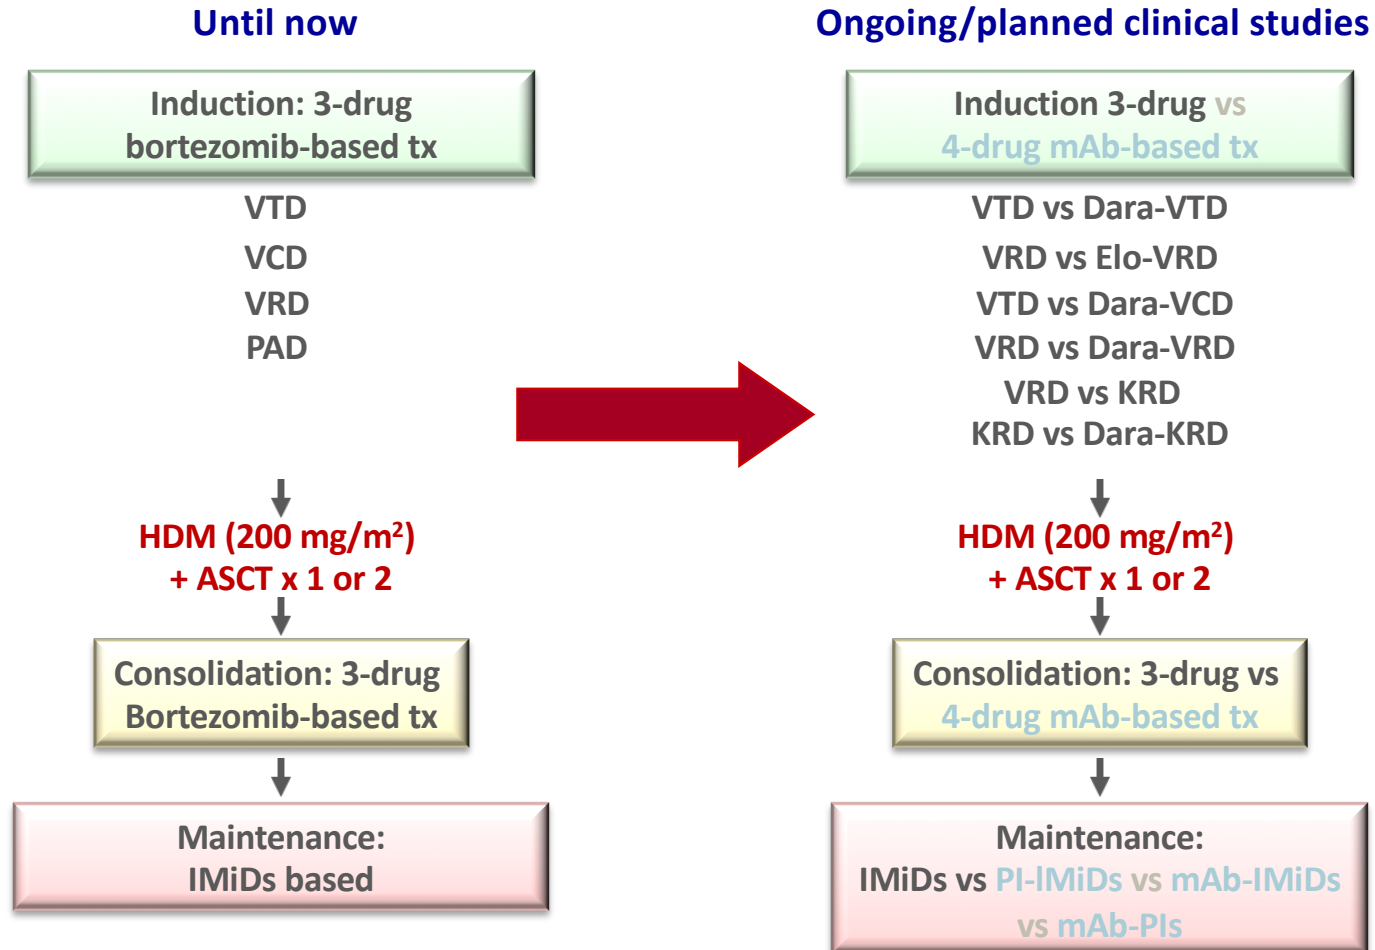 Until now
Induction: 3-drug
bortezomib-based tx
VTD
VCD
VRD
PAD
HDM (200 mg/m²)
+ ASCT x 1 or 2
Consolidation: 3-drug
Bortezomib-based tx
Maintenance:
IMiDs based
Ongoing/planned clinical studies
Induction 3-drug vs
4-drug mAb-based tx
VTD vs Dara-VTD
VRD vs Elo-VRD
VTD vs Dara-VCD
VRD vs Dara-VRD
VRD vs KRD
KRD vs Dara-KRD
HDM (200 mg/m²)
+ ASCT x 1 or 2
Consolidation: 3-drug vs
4-drug mAb-based tx
Maintenance:
IMiDs vs PI-IMiDs vs mAb-IMiDs
vs mAb-PIs